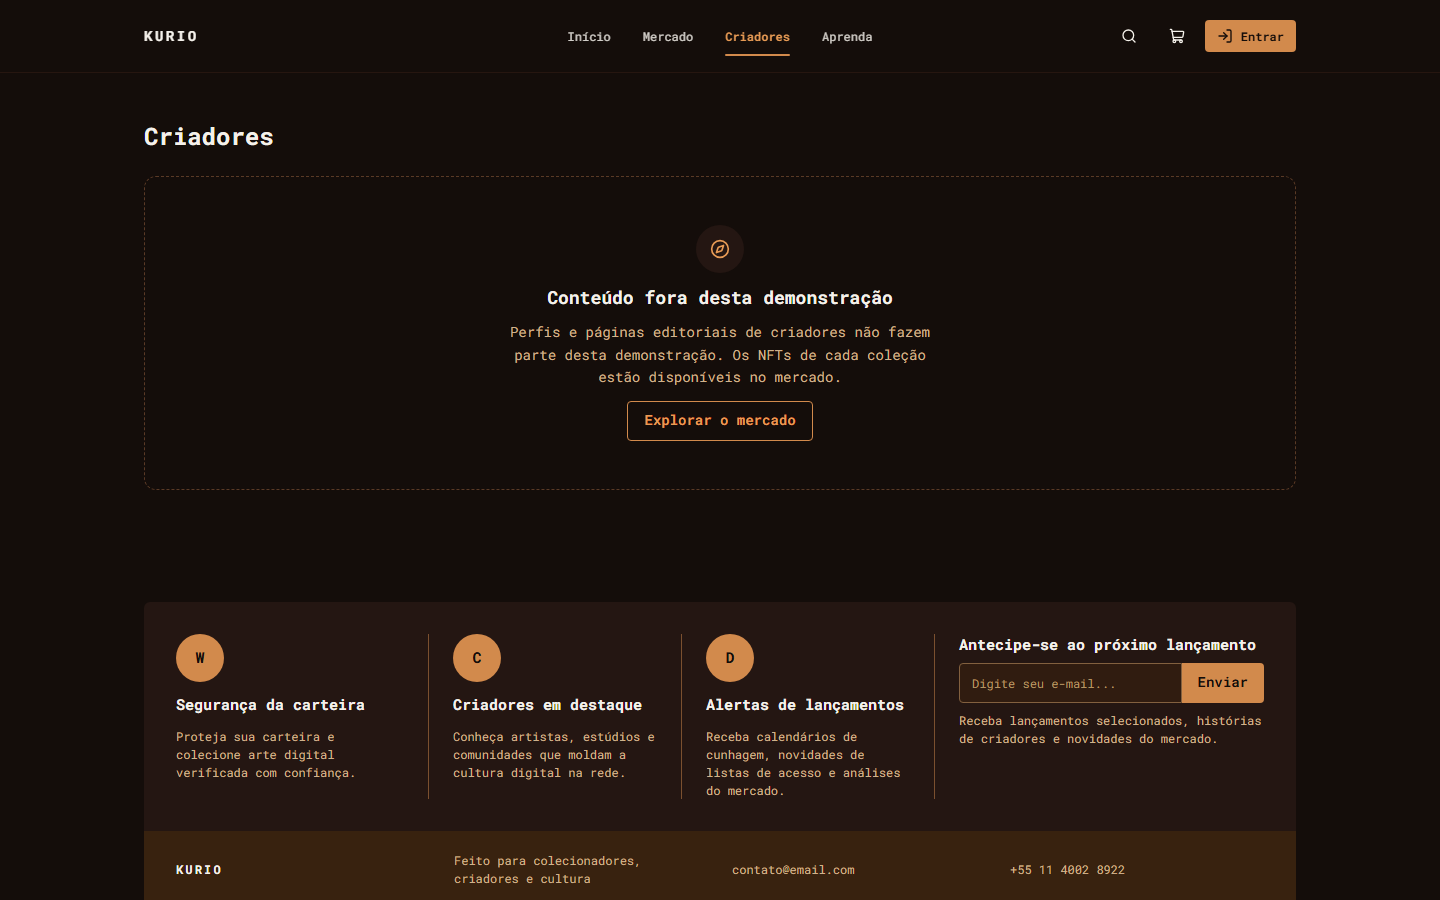 KURIO
Início
Mercado
Criadores
Aprenda
Entrar
Criadores
Conteúdo fora desta demonstração
Perfis e páginas editoriais de criadores não fazem
parte desta demonstração. Os NFTs de cada coleção
estão disponíveis no mercado.
Explorar o mercado
W
Segurança da carteira
Proteja sua carteira e
colecione arte digital
verificada com confiança.
C
Criadores em destaque
Conheça artistas, estúdios e
comunidades que moldam a
cultura digital na rede.
D
Alertas de lançamentos
Receba calendários de
cunhagem, novidades de
listas de acesso e análises
do mercado.
Antecipe-se ao próximo lançamento
Digite seu e-mail...
Enviar
Receba lançamentos selecionados, histórias
de criadores e novidades do mercado.
KURIO
Feito para colecionadores,
criadores e cultura
contato@email.com
+55 11 4002 8922